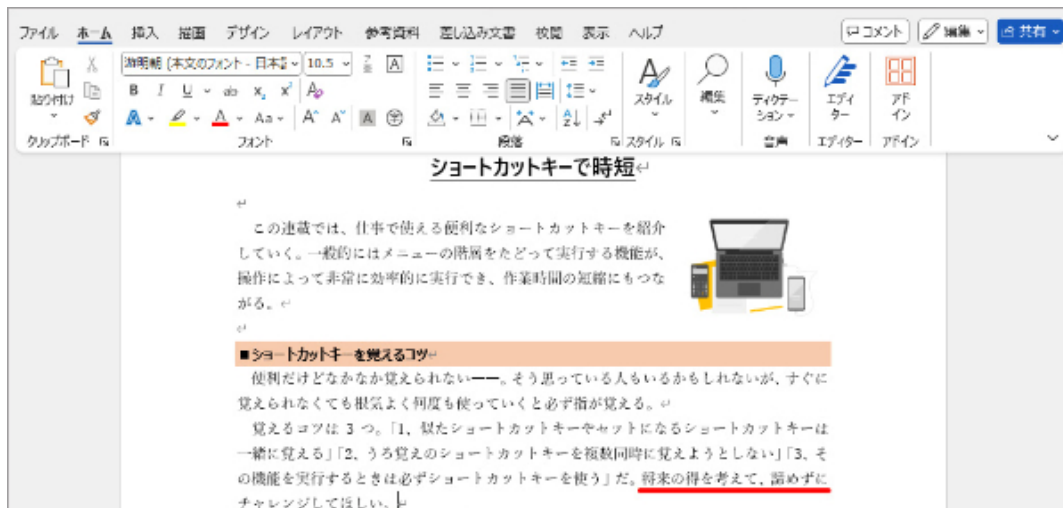 ファイル ホーム 挿入 描画 デザイン レイアウト 参考資料 差し込み文書 校閲 表示 ヘルプ コメント 編集 共有
游明朝 (本文のフォント - 日本語 10.5
貼り付け B I U ab x₂ x² A スタイル 編集 ディクテーション エディター アドイン
A A Aa A A A
クリップボード フォント 段落 スタイル 音声 エディター アドイン
ショートカットキーで時短
この連載では、仕事で使える便利なショートカットキーを紹介
していく。一般的にはメニューの階層をたどって実行する機能が、
操作によって非常に効率的に実行でき、作業時間の短縮にもつな
がる。
■ショートカットキーを覚えるコツ
便利だけどなかなか覚えられない――。そう思っている人もいるかもしれないが、すぐに
覚えられなくても根気よく何度も使っていくと必ず指が覚える。
覚えるコツは 3 つ。「1、似たショートカットキーやセットになるショートカットキーは
一緒に覚える」「2、うろ覚えのショートカットキーを複数同時に覚えようとしない」「3、そ
の機能を実行するときは必ずショートカットキーを使う」だ。将来の得を考えて、諦めずに
チャレンジしてほしい。